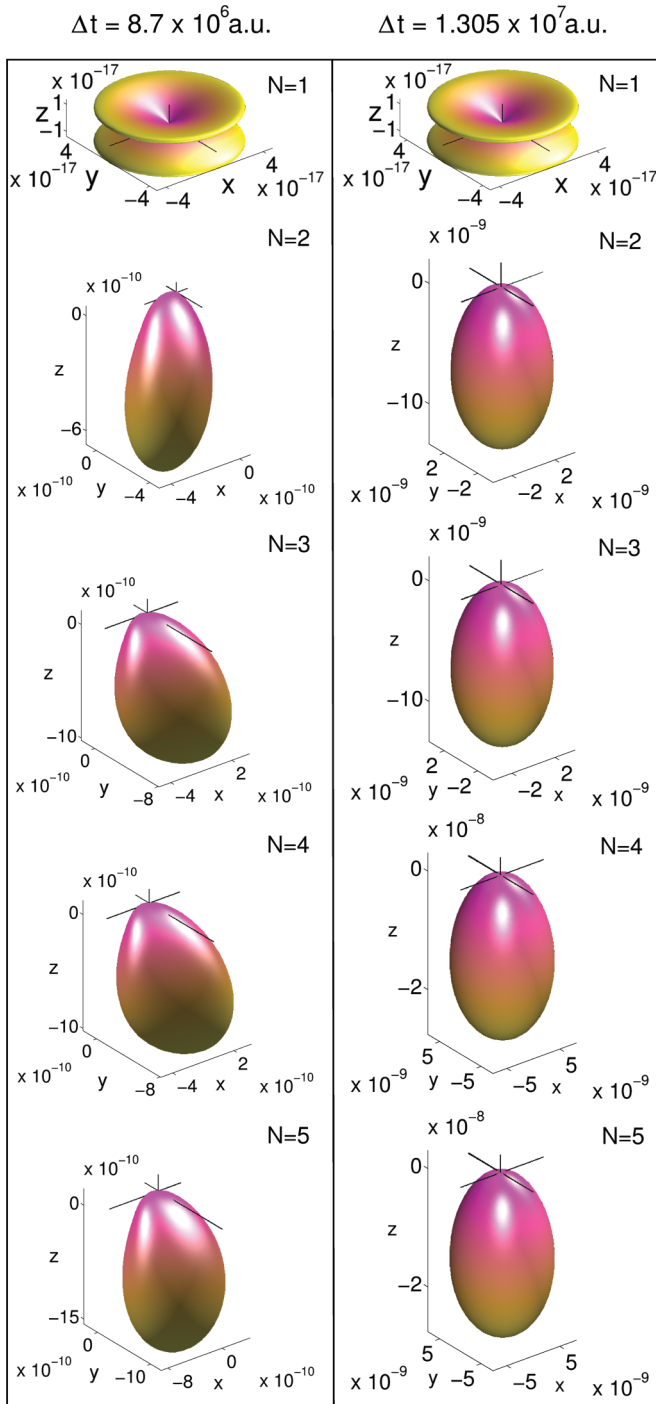 Δt = 8.7 x 10⁶a.u.
Δt = 1.305 x 10⁷a.u.
x 10⁻¹⁷
N=1
z
1
−1
4
x 10⁻¹⁷
y
−4
−4
x
4
x 10⁻¹⁷
x 10⁻¹⁷
N=1
z
1
−1
4
x 10⁻¹⁷
y
−4
−4
x
4
x 10⁻¹⁷
N=2
x 10⁻¹⁰
0
z
−6
0
x 10⁻¹⁰
y
−4
−4
x
0
x 10⁻¹⁰
N=2
x 10⁻⁹
0
z
−10
2
x 10⁻⁹
y
−2
−2
x
2
x 10⁻⁹
N=3
x 10⁻¹⁰
0
z
−10
0
x 10⁻¹⁰
y
−8
−4
x
2
x 10⁻¹⁰
N=3
x 10⁻⁹
0
z
−10
2
x 10⁻⁹
y
−2
−2
x
2
x 10⁻⁹
N=4
x 10⁻¹⁰
0
z
−10
0
x 10⁻¹⁰
y
−8
−4
x
2
x 10⁻¹⁰
N=4
x 10⁻⁸
0
z
−2
5
x 10⁻⁹
y
−5
−5
x
5
x 10⁻⁹
N=5
x 10⁻¹⁰
0
z
−15
0
x 10⁻¹⁰
y
−10
−8
x
0
x 10⁻¹⁰
N=5
x 10⁻⁸
0
z
−2
5
x 10⁻⁹
y
−5
−5
x
5
x 10⁻⁹